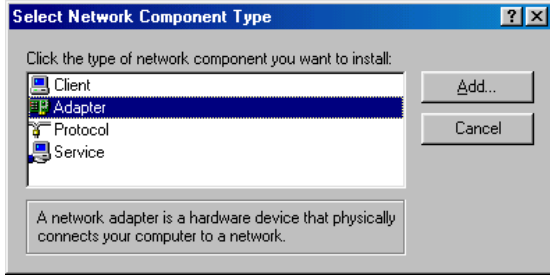 Select Network Component Type
Click the type of network component you want to install:
Client
Adapter
Protocol
Service
Add...
Cancel
A network adapter is a hardware device that physically
connects your computer to a network.